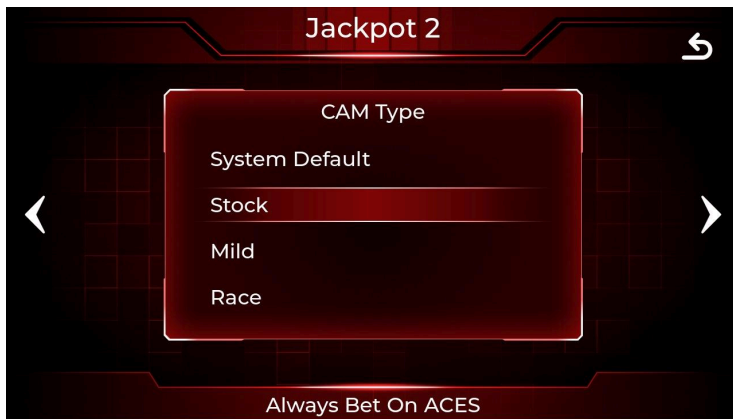 Jackpot 2
CAM Type
System Default
Stock
Mild
Race
Always Bet On ACES